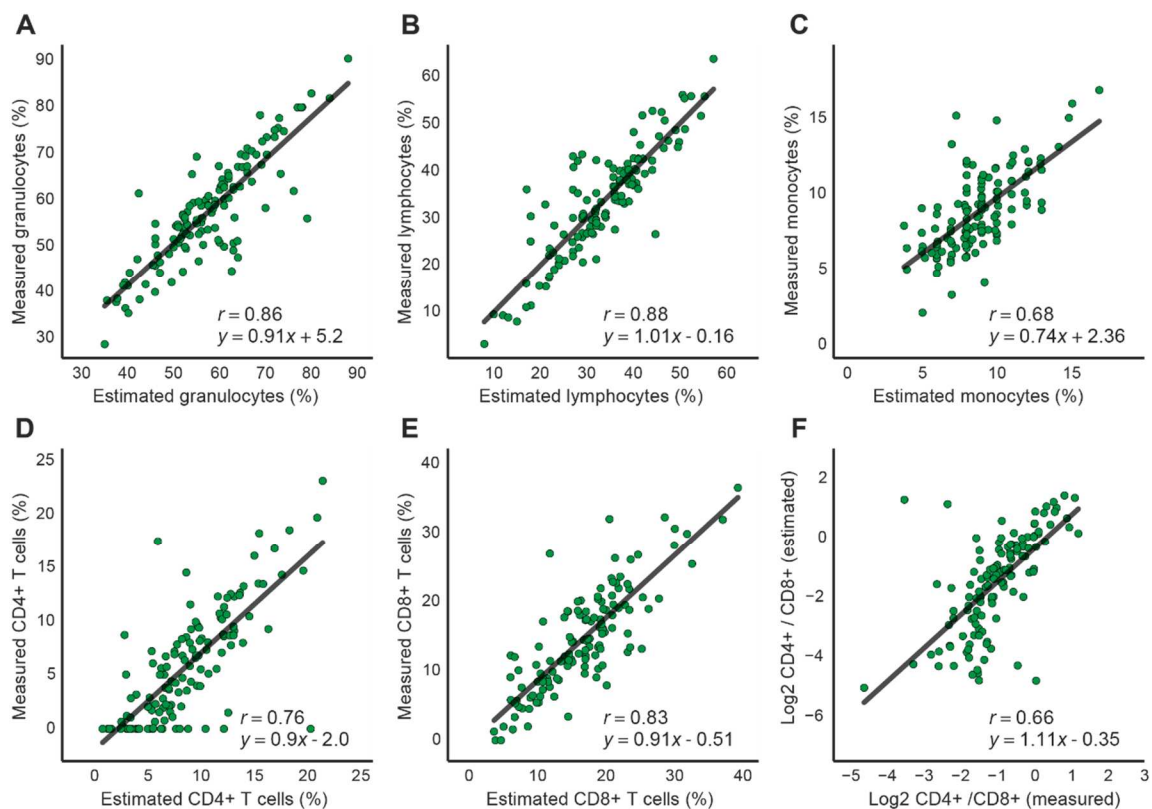 A
B
C
Measured granulocytes (%)
90
80
70
60
50
40
30
r = 0.86
y = 0.91x + 5.2
30 40 50 60 70 80 90
Estimated granulocytes (%)
Measured lymphocytes (%)
60
50
40
30
20
10
r = 0.88
y = 1.01x - 0.16
0 10 20 30 40 50 60
Estimated lymphocytes (%)
Measured monocytes (%)
15
10
5
0
r = 0.68
y = 0.74x + 2.36
0 5 10 15
Estimated monocytes (%)
D
E
F
Measured CD4+ T cells (%)
25
20
15
10
5
0
r = 0.76
y = 0.9x - 2.0
0 5 10 15 20 25
Estimated CD4+ T cells (%)
Measured CD8+ T cells (%)
40
30
20
10
0
r = 0.83
y = 0.91x - 0.51
0 10 20 30 40
Estimated CD8+ T cells (%)
Log2 CD4+ / CD8+ (estimated)
2
0
−2
−4
−6
r = 0.66
y = 1.11x - 0.35
−5 −4 −3 −2 −1 0 1 2 3
Log2 CD4+ /CD8+ (measured)